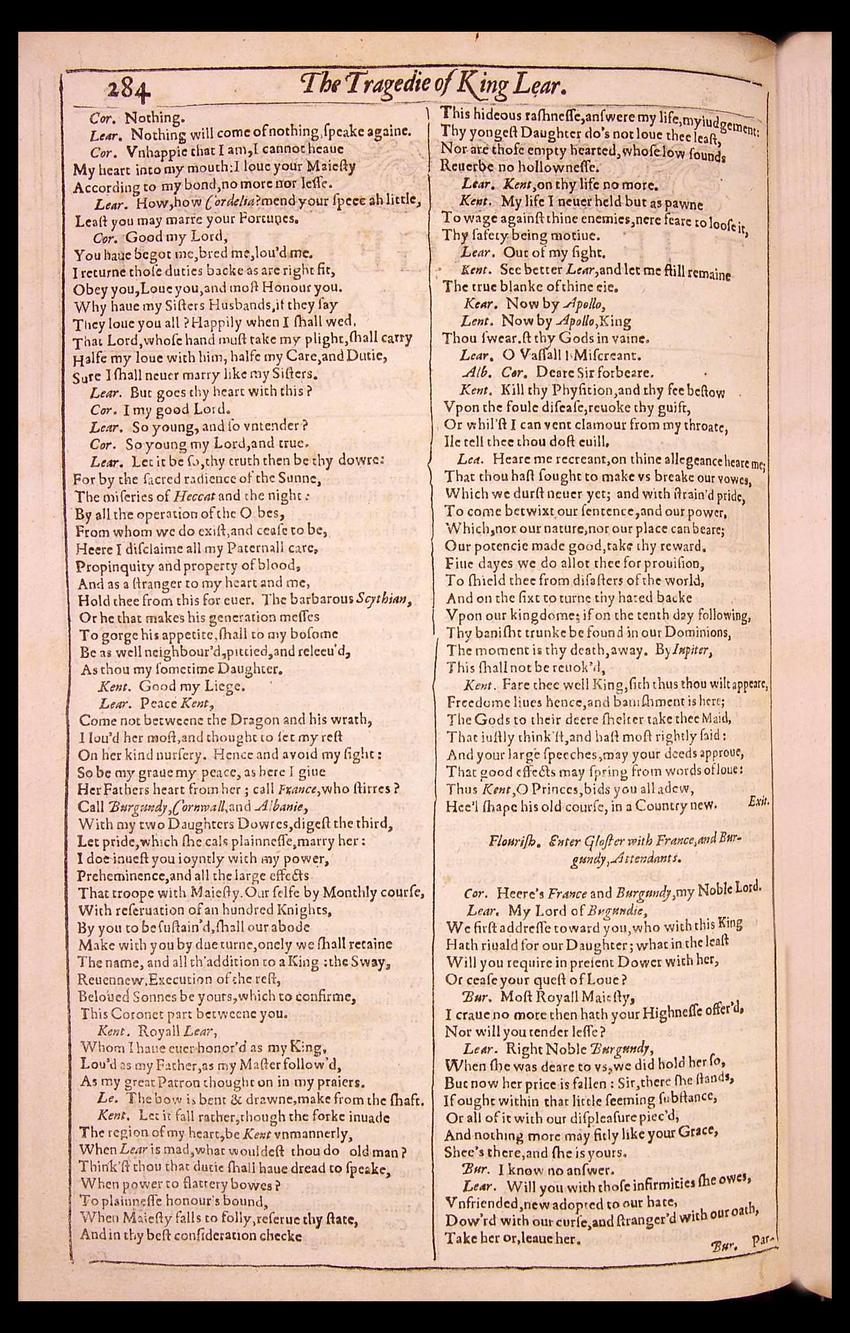 284
The Tragedie of King Lear.
Cor. Nothing.
Lear. Nothing will come of nothing, ſpeake againe.
Cor. Vnhappie that I am, I cannot heaue
My heart into my mouth: I loue your Maieſty
According to my bond, no more nor leſſe.
Lear. How, how Cordelia? mend your ſpeec ah little,
Leaſt you may marre your Fortunes.
Cor. Good my Lord,
You haue begot me, bred me, lou'd me.
I returne thoſe duties backe as are right fit,
Obey you, Loue you, and moſt Honour you.
Why haue my Siſters Husbands, if they ſay
They loue you all? Happily when I ſhall wed,
That Lord, whoſe hand muſt take my plight, ſhall carry
Halfe my loue with him, halfe my Care, and Dutie,
Sure I ſhall neuer marry like my Siſters.
Lear. But goes thy heart with this?
Cor. I my good Lord.
Lear. So young, and ſo vntender?
Cor. So young my Lord, and true.
Lear. Let it be ſo, thy truth then be thy dowre:
For by the ſacred radience of the Sunne,
The miſeries of Heccat and the night:
By all the operation of the O bes,
From whom we do exiſt, and ceaſe to be,
Heere I diſclaime all my Paternall care,
Propinquity and property of blood,
And as a ſtranger to my heart and me,
Hold thee from this for euer. The barbarous Scythian,
Or he that makes his generation meſſes
To gorge his appetite, ſhall to my boſome
Be as well neighbour'd, pittied, and releeu'd,
As thou my ſometime Daughter.
Kent. Good my Liege.
Lear. Peace Kent,
Come not betweene the Dragon and his wrath,
I lou'd her moſt, and thought to ſet my reſt
On her kind nurſery. Hence and avoid my ſight:
So be my graue my peace, as here I giue
Her Fathers heart from her; call France, who ſtirres?
Call Burgundy, Cornwall, and Albanie,
With my two Daughters Dowres, digeſt the third,
Let pride, which ſhe cals plainneſſe, marry her:
I doe inueſt you ioyntly with my power,
Preheminence, and all the large effects
That troope with Maieſty. Our ſelfe by Monthly courſe,
With reſeruation of an hundred Knights,
By you to be ſuſtain'd, ſhall our abode
Make with you by due turne, onely we ſhall retaine
The name, and all th'addition to a King: the Sway,
Reuennew, Execution of the reſt,
Beloued Sonnes be yours, which to confirme,
This Coronet part betweene you.
Kent. Royall Lear,
Whom I haue euer honor'd as my King,
Lou'd as my Father, as my Maſter follow'd,
As my great Patron thought on in my praiers.
Le. The bow is bent & drawne, make from the ſhaft.
Kent. Let it fall rather, though the forke inuade
The region of my heart, be Kent vnmannerly,
When Lear is mad, what wouldeſt thou do old man?
Think'ſt thou that dutie ſhall haue dread to ſpeake,
When power to flattery bowes?
To plainneſſe honour's bound,
When Maieſty falls to folly, reſerue thy ſtate,
And in thy beſt conſideration checke
This hideous raſhneſſe, anſwere my life, my iudgement:
Thy yongeſt Daughter do's not loue thee leaſt,
Nor are thoſe empty hearted, whoſe low ſounds
Reuerbe no hollowneſſe.
Lear. Kent, on thy life no more.
Kent. My life I neuer held but as pawne
To wage againſt thine enemies, nere feare to looſe it,
Thy ſafety being motiue.
Lear. Out of my ſight.
Kent. See better Lear, and let me ſtill remaine
The true blanke of thine eie.
Kear. Now by Apollo,
Lent. Now by Apollo, King
Thou ſwear.ſt thy Gods in vaine.
Lear. O Vaſſall! Miſcreant.
Alb. Cor. Deare Sir forbeare.
Kent. Kill thy Phyſition, and thy fee beſtow
Vpon the foule diſeaſe, reuoke thy guift,
Or whil'ſt I can vent clamour from my throate,
Ile tell thee thou doſt euill.
Lea. Heare me recreant, on thine allegeance heare me;
That thou haſt ſought to make vs breake our vowes,
Which we durſt neuer yet; and with ſtrain'd pride,
To come betwixt our ſentence, and our power,
Which, nor our nature, nor our place can beare;
Our potencie made good, take thy reward.
Fiue dayes we do allot thee for prouiſion,
To ſhield thee from diſaſters of the world,
And on the ſixt to turne thy hated backe
Vpon our kingdome; if on the tenth day following,
Thy baniſht trunke be found in our Dominions,
The moment is thy death, away. By Iupiter,
This ſhall not be reuok'd,
Kent. Fare thee well King, ſith thus thou wilt appeare,
Freedome liues hence, and baniſhment is here;
The Gods to their deere ſhelter take thee Maid,
That iuſtly think'ſt, and haſt moſt rightly ſaid:
And your large ſpeeches, may your deeds approue,
That good effects may ſpring from words of loue:
Thus Kent, O Princes, bids you all adew,
Hee'l ſhape his old courſe, in a Country new. Exit.
Flouriſh. Enter Gloſter with France, and Bur-
gundy, Attendants.
Cor. Heere's France and Burgundy, my Noble Lord.
Lear. My Lord of Bugundie,
We firſt addreſſe toward you, who with this King
Hath riuald for our Daughter; what in the leaſt
Will you require in preſent Dower with her,
Or ceaſe your queſt of Loue?
Bur. Moſt Royall Maieſty,
I craue no more then hath your Highneſſe offer'd,
Nor will you tender leſſe?
Lear. Right Noble Burgundy,
When ſhe was deare to vs, we did hold her ſo,
But now her price is fallen: Sir, there ſhe ſtands,
If ought within that little ſeeming ſubſtance,
Or all of it with our diſpleaſure piec'd,
And nothing more may fitly like your Grace,
Shee's there, and ſhe is yours.
Bur. I know no anſwer.
Lear. Will you with thoſe infirmities ſhe owes,
Vnfriended, new adopted to our hate,
Dow'rd with our curſe, and ſtranger'd with our oath,
Take her or, leaue her.
Bur. Par-